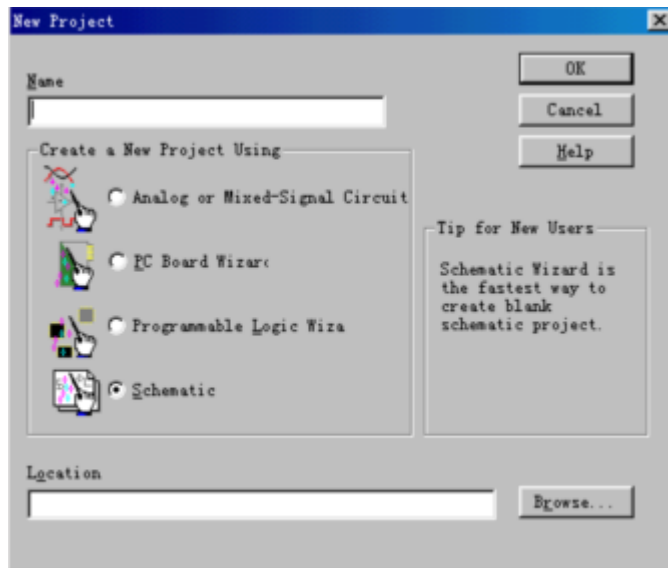 New Project
Name
OK
Cancel
Help
Create a New Project Using
Analog or Mixed-Signal Circuit
PC Board Wizard
Programmable Logic Wiza
Schematic
Tip for New Users
Schematic Wizard is
the fastest way to
create blank
schematic project.
Location
Browse...